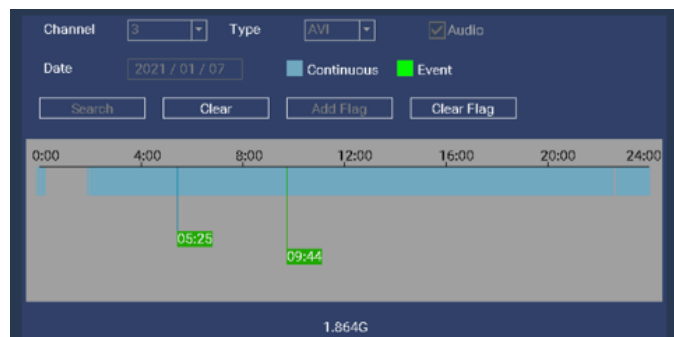 Channel 3 Type AVI Audio
Date 2021 / 01 / 07 Continuous Event
Search Clear Add Flag Clear Flag
0:00 4:00 8:00 12:00 16:00 20:00 24:00
05:25
09:44
1.864G